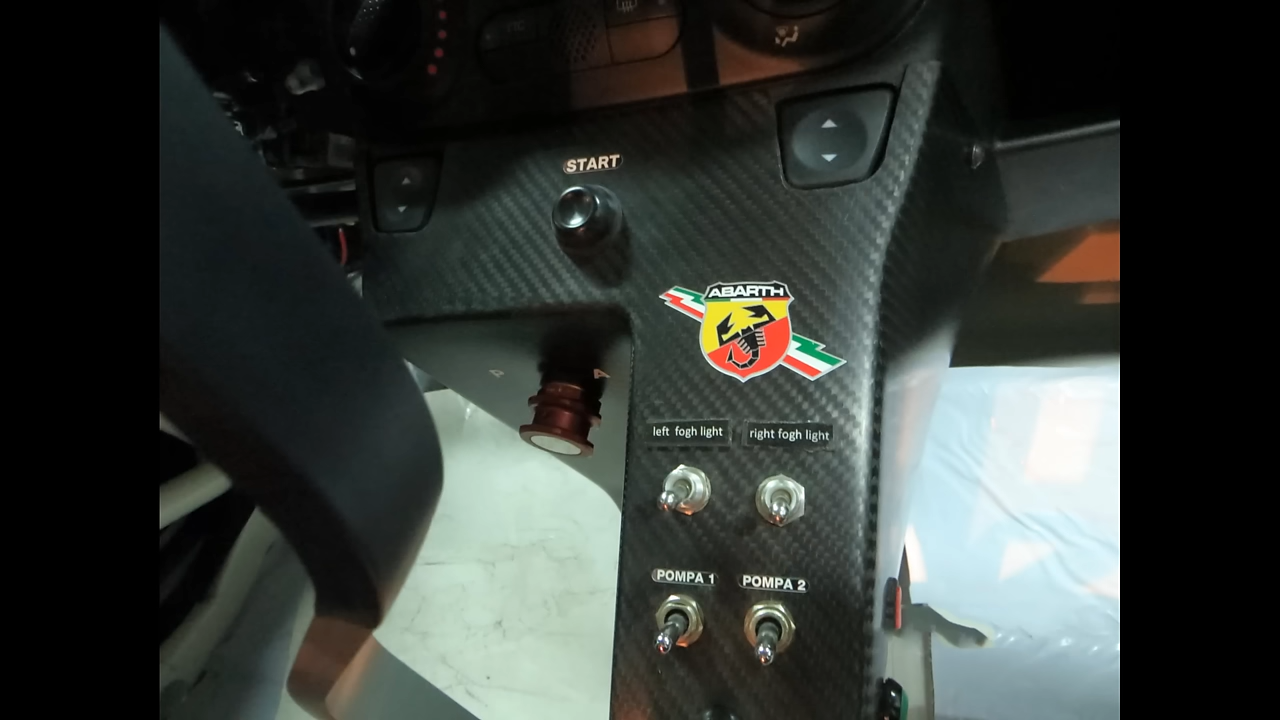 START
ABARTH
left fogh light
right fogh light
POMPA 1
POMPA 2